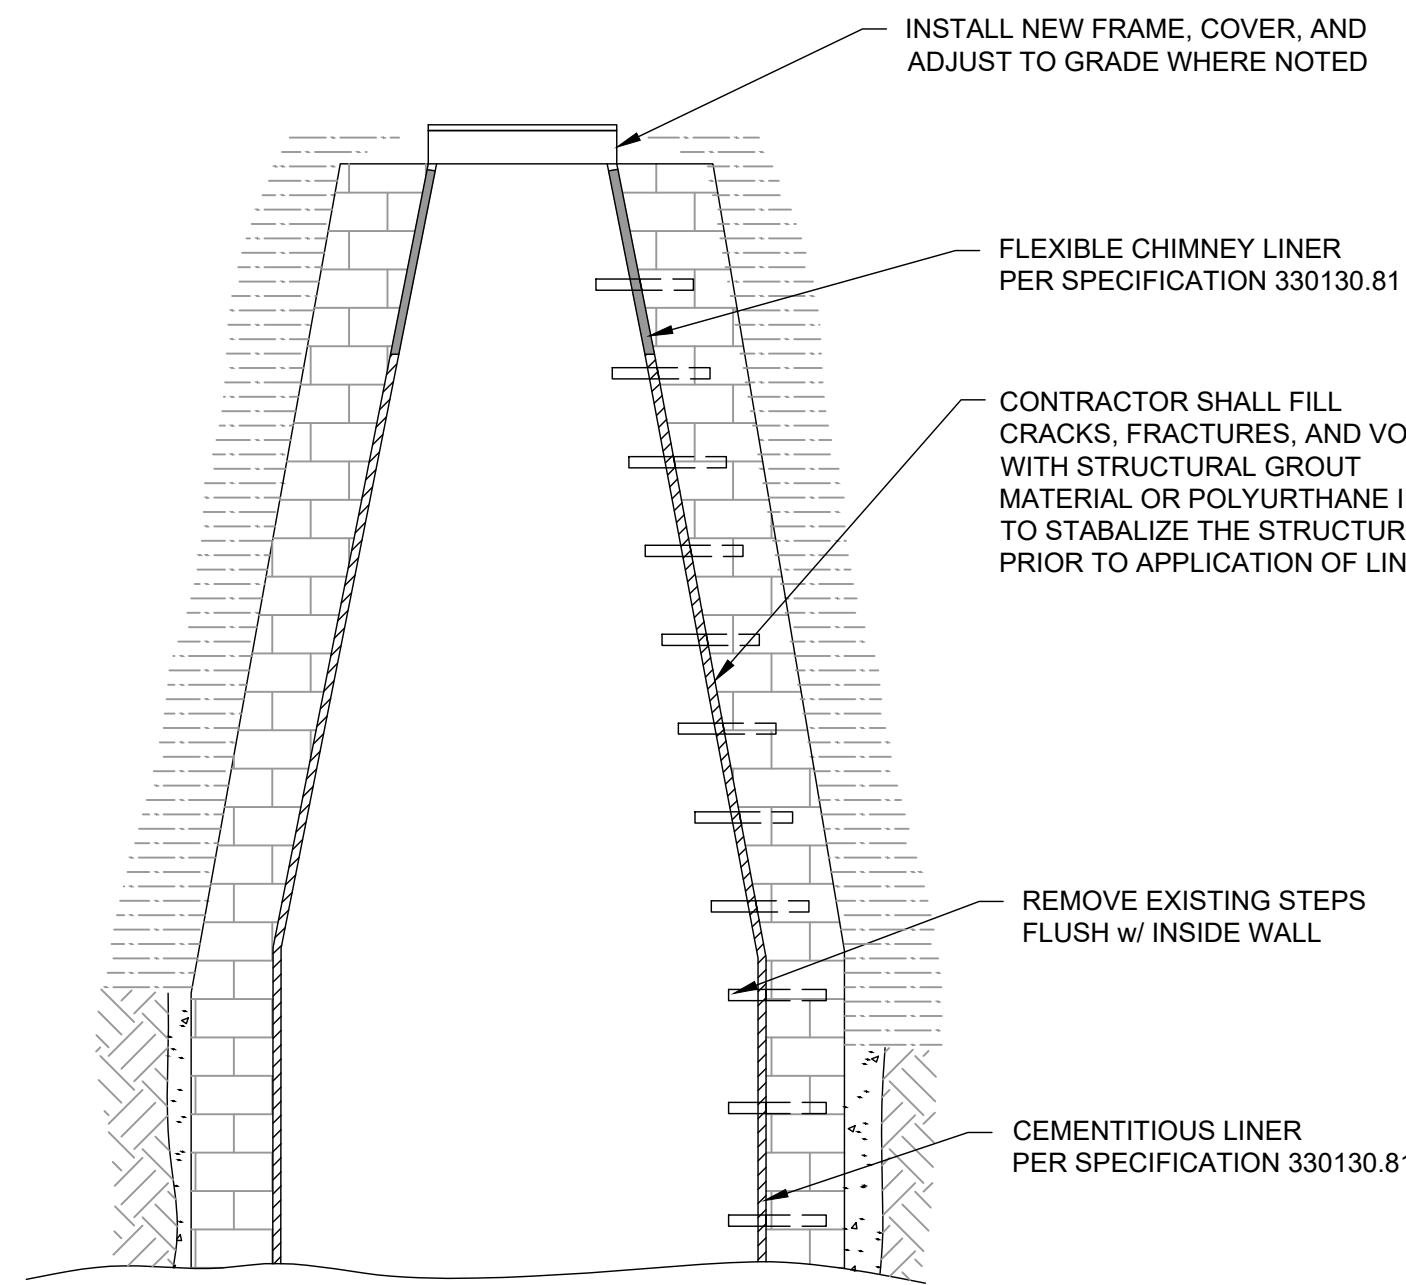 INSTALL NEW FRAME, COVER, AND
ADJUST TO GRADE WHERE NOTED
FLEXIBLE CHIMNEY LINER
PER SPECIFICATION 330130.81
CONTRACTOR SHALL FILL
CRACKS, FRACTURES, AND
WITH STRUCTURAL GROUT
MATERIAL OR POLYURTHANE
TO STABALIZE THE
PRIOR TO APPLICATION OF
REMOVE EXISTING STEPS
FLUSH w/ INSIDE WALL
CEMENTITIOUS LINER
PER SPECIFICATION 330130.81